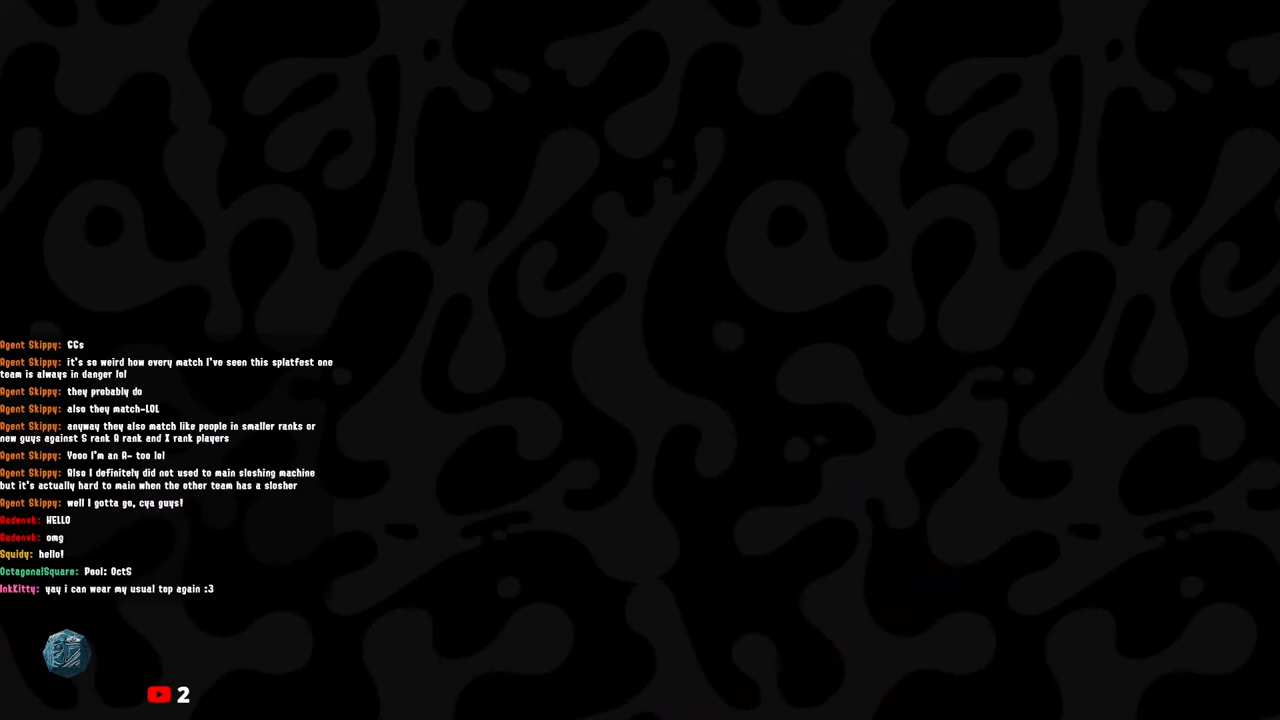 Agent Skippy: GGs
Agent Skippy: it's so weird how every match I've seen this splatfest one
team is always in danger lol
Agent Skippy: they probably do
Agent Skippy: also they match-LOL
Agent Skippy: anyway they also match like people in smaller ranks or
new guys against S rank A rank and X rank players
Agent Skippy: Yooo I'm an A- too lol
Agent Skippy: Also I definitely did not used to main sloshing machine
but it's actually hard to main when the other team has a slosher
Agent Skippy: well I gotta go, cya guys!
Aadvnvk: HELLO
Aadvnvk: omg
Squidy: hello!
OctagonalSquare: Pool: OctS
InkKitty: yay i can wear my usual top again :3
2